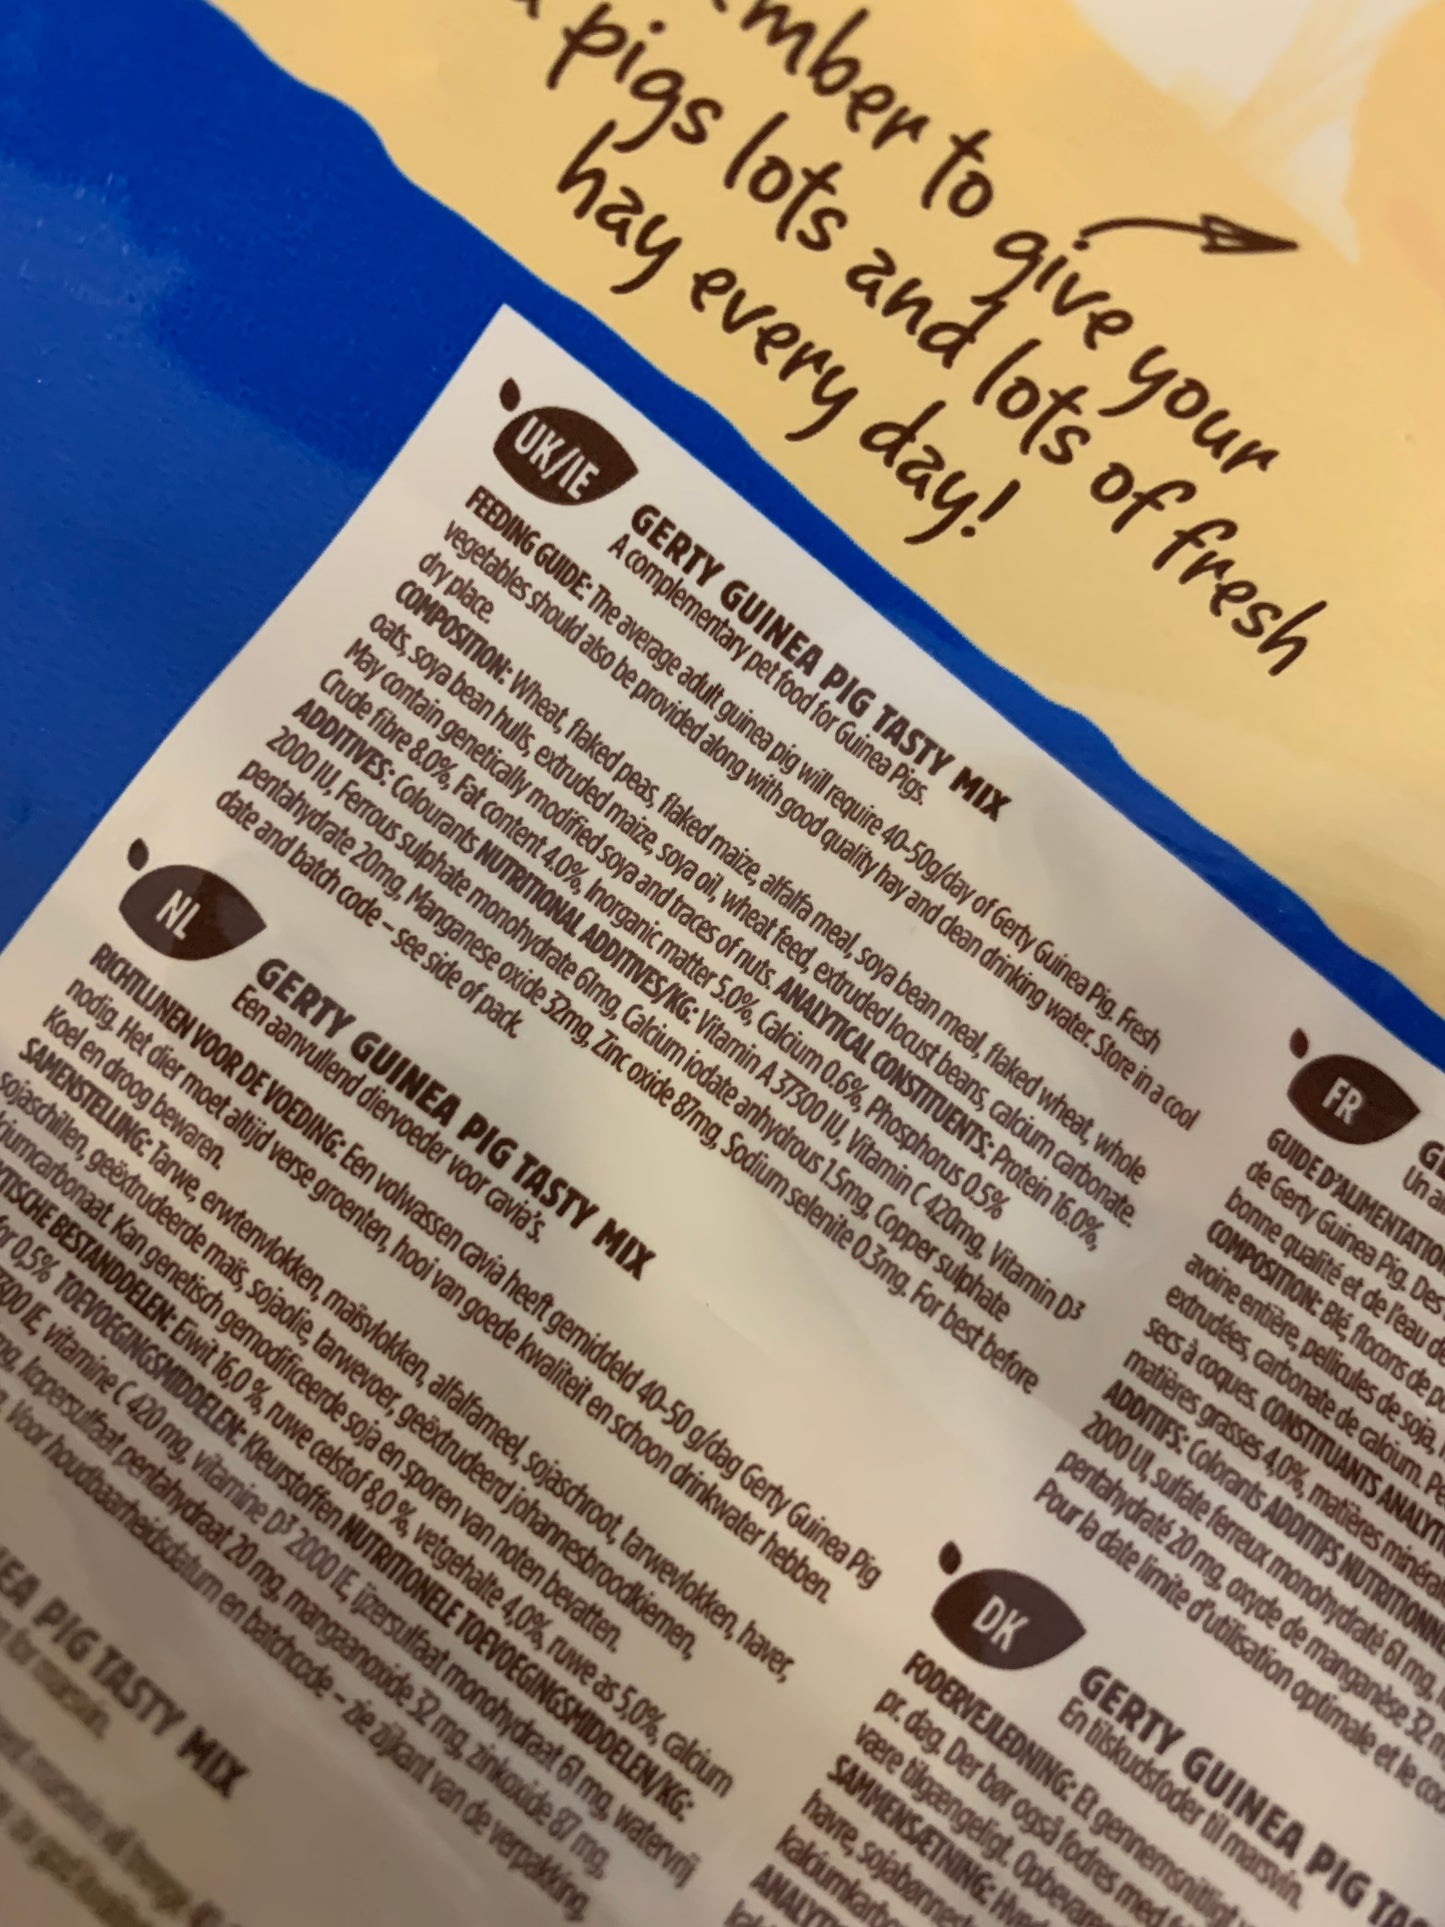 mber to give your
pigs lots and lots of fresh
hay every day!
UK/IE
GERTY GUINEA PIG TASTY MIX
A complementary pet food for Guinea Pigs.
FEEDING GUIDE: The average adult guinea pig will require 40-50g/day of Gerty Guinea Pig. Fresh
vegetables should also be provided along with good quality hay and clean drinking water. Store in a cool
dry place.
COMPOSITION: Wheat, flaked peas, flaked maize, alfalfa meal, soya bean meal, flaked wheat, whole
oats, soya bean hulls, extruded maize, soya oil, wheat feed, extruded locust beans, calcium carbonate.
May contain genetically modified soya and traces of nuts. ANALYTICAL CONSTITUENTS: Protein 16.0%,
Crude fibre 8.0%, Fat content 4.0%, Inorganic matter 5.0%, Calcium 0.6%, Phosphorus 0.5%
ADDITIVES: Colourants NUTRITIONAL ADDITIVES/KG: Vitamin A 37500 IU, Vitamin C 420mg, Vitamin D³
2000 IU, Ferrous sulphate monohydrate 61mg, Calcium iodate anhydrous 1.5mg, Copper sulphate
pentahydrate 20mg, Manganese oxide 32mg, Zinc oxide 87mg, Sodium selenite 0.3mg. For best before
date and batch code – see side of pack.
NL
GERTY GUINEA PIG TASTY MIX
Een aanvullend diervoeder voor cavia's.
RICHTLIJNEN VOOR DE VOEDING: Een volwassen cavia heeft gemiddeld 40-50 g/dag Gerty Guinea Pig
nodig. Het dier moet altijd verse groenten, hooi van goede kwaliteit en schoon drinkwater hebben.
Koel en droog bewaren.
SAMENSTELLING: Tarwe, erwtenvlokken, maïsvlokken, alfalfameel, sojaschroot, tarwevlokken, haver,
sojaschillen, geëxtrudeerde maïs, sojaolie, tarwevoer, geëxtrudeerd johannesbroodkiemen,
ciumcarbonaat. Kan genetisch gemodificeerde soja en sporen van noten bevatten.
TISCHE BESTANDDELEN: Eiwit 16,0 %, ruwe celstof 8,0 %, vetgehalte 4,0%, ruwe as 5,0%, calcium
for 0,5% TOEVOEGINGSMIDDELEN: Kleurstoffen NUTRITIONELE TOEVOEGINGSMIDDELEN/KG:
500 IE, vitamine C 420 mg, vitamine D³ 2000 IE, ijzersulfaat monohydraat 61 mg, watervrij
kopersulfaat pentahydraat 20 mg, mangaanoxide 32 mg, zinkoxide 87 mg,
Voor houdbaarheidsdatum en batchcode – zie zijkant van de verpakking.
EA PIG TASTY MIX
for marsvin.
FR
Un
GUIDE D'ALIMENTATION
de Gerty Guinea Pig. Des
bonne qualité et de l'eau de
COMPOSITION: Blé, flocons de
avoine entière, pellicules de soja,
extrudées, carbonate de calcium.
secs à coques. CONSTITUANTS ANALYTI
matières grasses 4,0%, matières minéral
ADDITIFS: Colorants ADDITIFS NUTRITIONN
2000 UI, sulfate ferreux monohydraté 61 mg,
pentahydraté 20 mg, oxyde de manganèse 32 m
Pour la date limite d'utilisation optimale et le co
DK
GERTY GUINEA PIG TA
En tilskudsfoder til marsvin.
FODERVEJLEDNING: Et gennemsnitligt
pr. dag. Der bør også fodres med
være tilgængeligt. Opbevares
SAMMENSÆTNING:
havre, sojabønne
kalciumkarbo
ANALYT